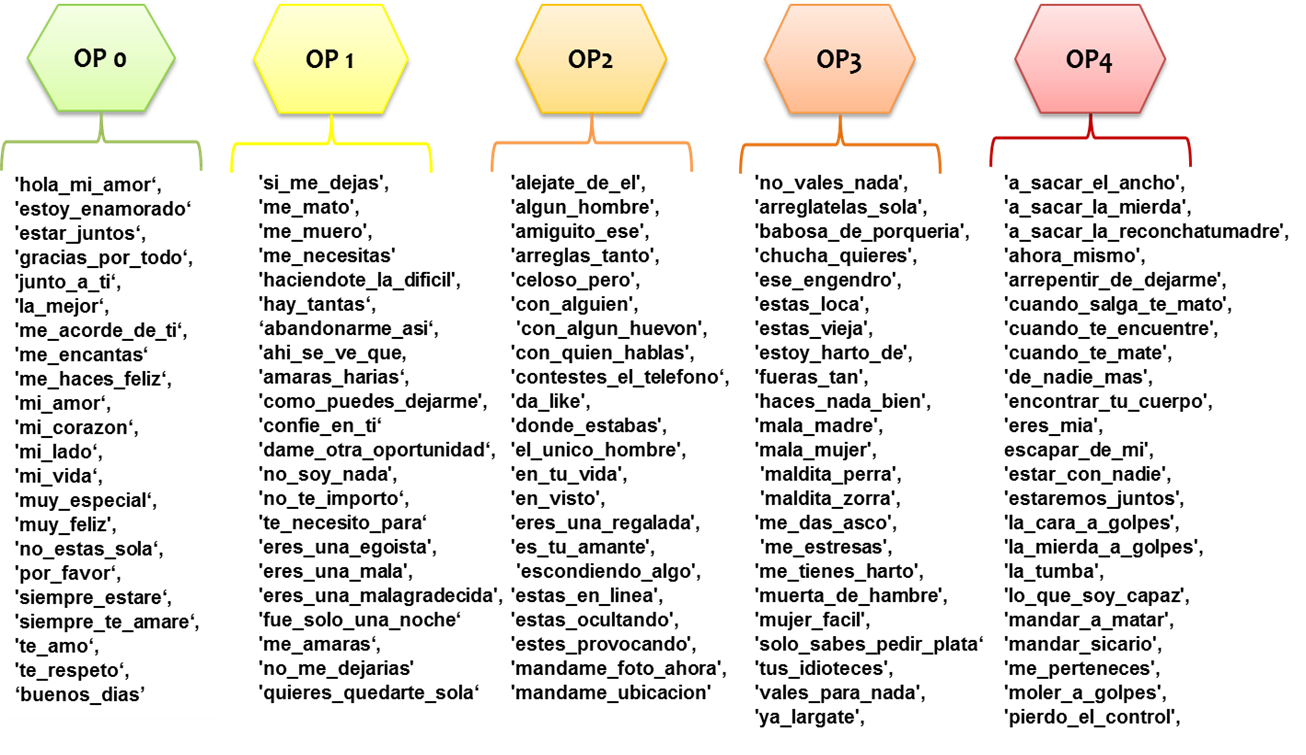 OP 0
'hola_mi_amor‘,
'estoy_enamorado‘
'estar_juntos‘,
'gracias_por_todo‘,
'junto_a_ti‘,
'la_mejor‘,
'me_acorde_de_ti‘,
'me_encantas‘
'me_haces_feliz‘,
'mi_amor‘,
'mi_corazon‘,
'mi_lado‘,
'mi_vida‘,
'muy_especial‘,
'muy_feliz',
'no_estas_sola‘,
'por_favor‘,
'siempre_estare‘,
'siempre_te_amare‘,
'te_amo‘,
'te_respeto‘,
‘buenos_dias’
OP 1
'si_me_dejas',
'me_mato',
'me_muero',
'me_necesitas'
'haciendote_la_dificil',
'hay_tantas‘,
‘abandonarme_asi‘,
'ahi_se_ve_que,
'amaras_harias‘,
'como_puedes_dejarme',
'confie_en_ti‘
'dame_otra_oportunidad‘,
'no_soy_nada‘,
'no_te_importo‘,
'te_necesito_para‘
'eres_una_egoista‘,
'eres_una_mala‘,
'eres_una_malagradecida‘,
'fue_solo_una_noche‘
'me_amaras‘,
'no_me_dejarias'
'quieres_quedarte_sola‘
OP2
'alejate_de_el',
'algun_hombre',
'amiguito_ese',
'arreglas_tanto',
'celoso_pero',
'con_alguien',
'con_algun_huevon',
'con_quien_hablas',
'contestes_el_telefono‘,
'da_like',
'donde_estabas',
'el_unico_hombre',
'en_tu_vida',
'en_visto',
'eres_una_regalada',
'es_tu_amante',
'escondiendo_algo',
'estas_en_linea',
'estas_ocultando',
'estes_provocando',
'mandame_foto_ahora',
'mandame_ubicacion'
OP3
'no_vales_nada',
'arreglatelas_sola',
'babosa_de_porqueria',
'chucha_quieres',
'ese_engendro',
'estas_loca',
'estas_vieja',
'estoy_harto_de',
'fueras_tan',
'haces_nada_bien',
'mala_madre',
'mala_mujer',
'maldita_perra',
'maldita_zorra',
'me_das_asco',
'me_estresas',
'me_tienes_harto',
'muerta_de_hambre',
'mujer_facil',
'solo_sabes_pedir_plata‘
'tus_idioteces',
'vales_para_nada',
'ya_largate',
OP4
'a_sacar_el_ancho',
'a_sacar_la_mierda',
'a_sacar_la_reconchatumadre',
'ahora_mismo',
'arrepentir_de_dejarme',
'cuando_salga_te_mato',
'cuando_te_encuentre',
'cuando_te_mate',
'de_nadie_mas',
'encontrar_tu_cuerpo',
'eres_mia',
escapar_de_mi',
'estar_con_nadie',
'estaremos_juntos',
'la_cara_a_golpes',
'la_mierda_a_golpes',
'la_tumba',
'lo_que_soy_capaz',
'mandar_a_matar',
'mandar_sicario',
'me_perteneces',
'moler_a_golpes',
'pierdo_el_control',